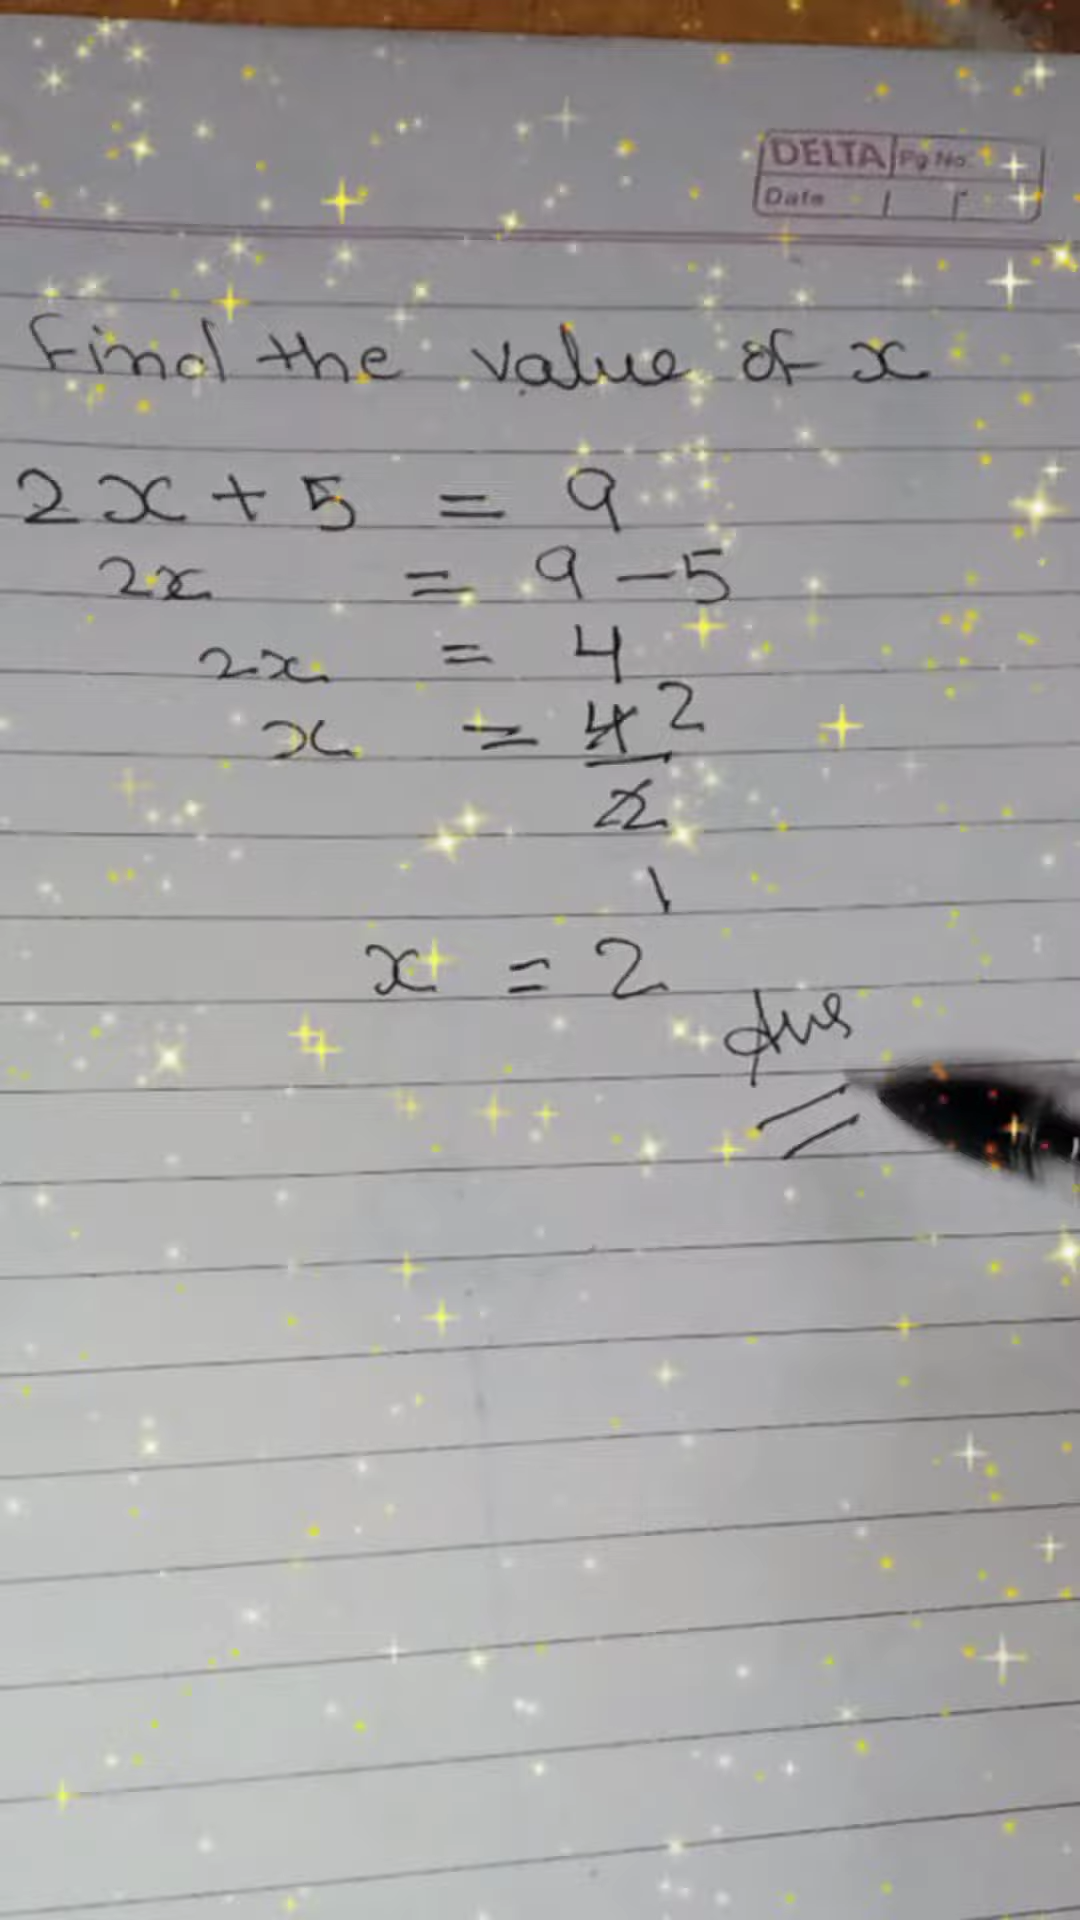 DELTA Pg No.
Date
Find the value of x
2x + 5 = 9
2x = 9 - 5
2x = 4
x = 4 2
2
1
x = 2
Ans